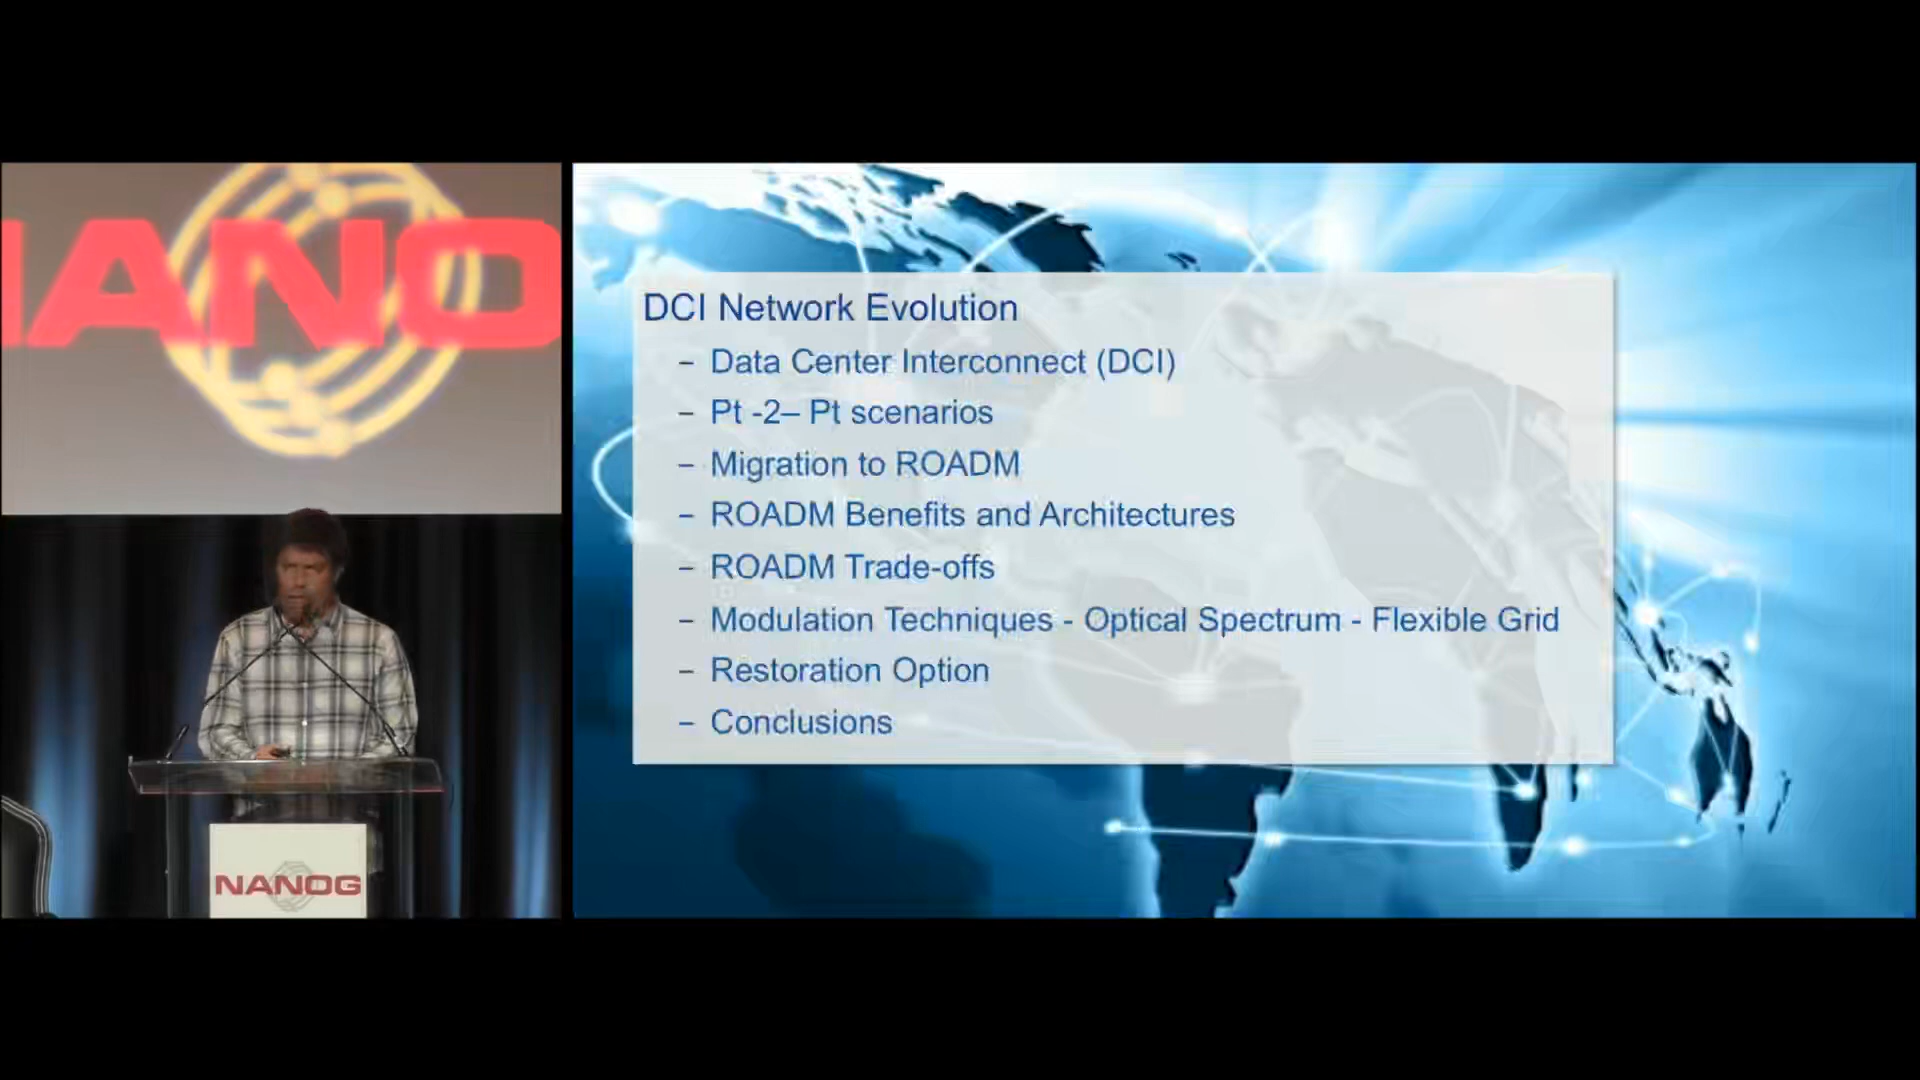 NANO
NANOG
DCI Network Evolution
– Data Center Interconnect (DCI)
– Pt -2– Pt scenarios
– Migration to ROADM
– ROADM Benefits and Architectures
– ROADM Trade-offs
– Modulation Techniques - Optical Spectrum - Flexible Grid
– Restoration Option
– Conclusions